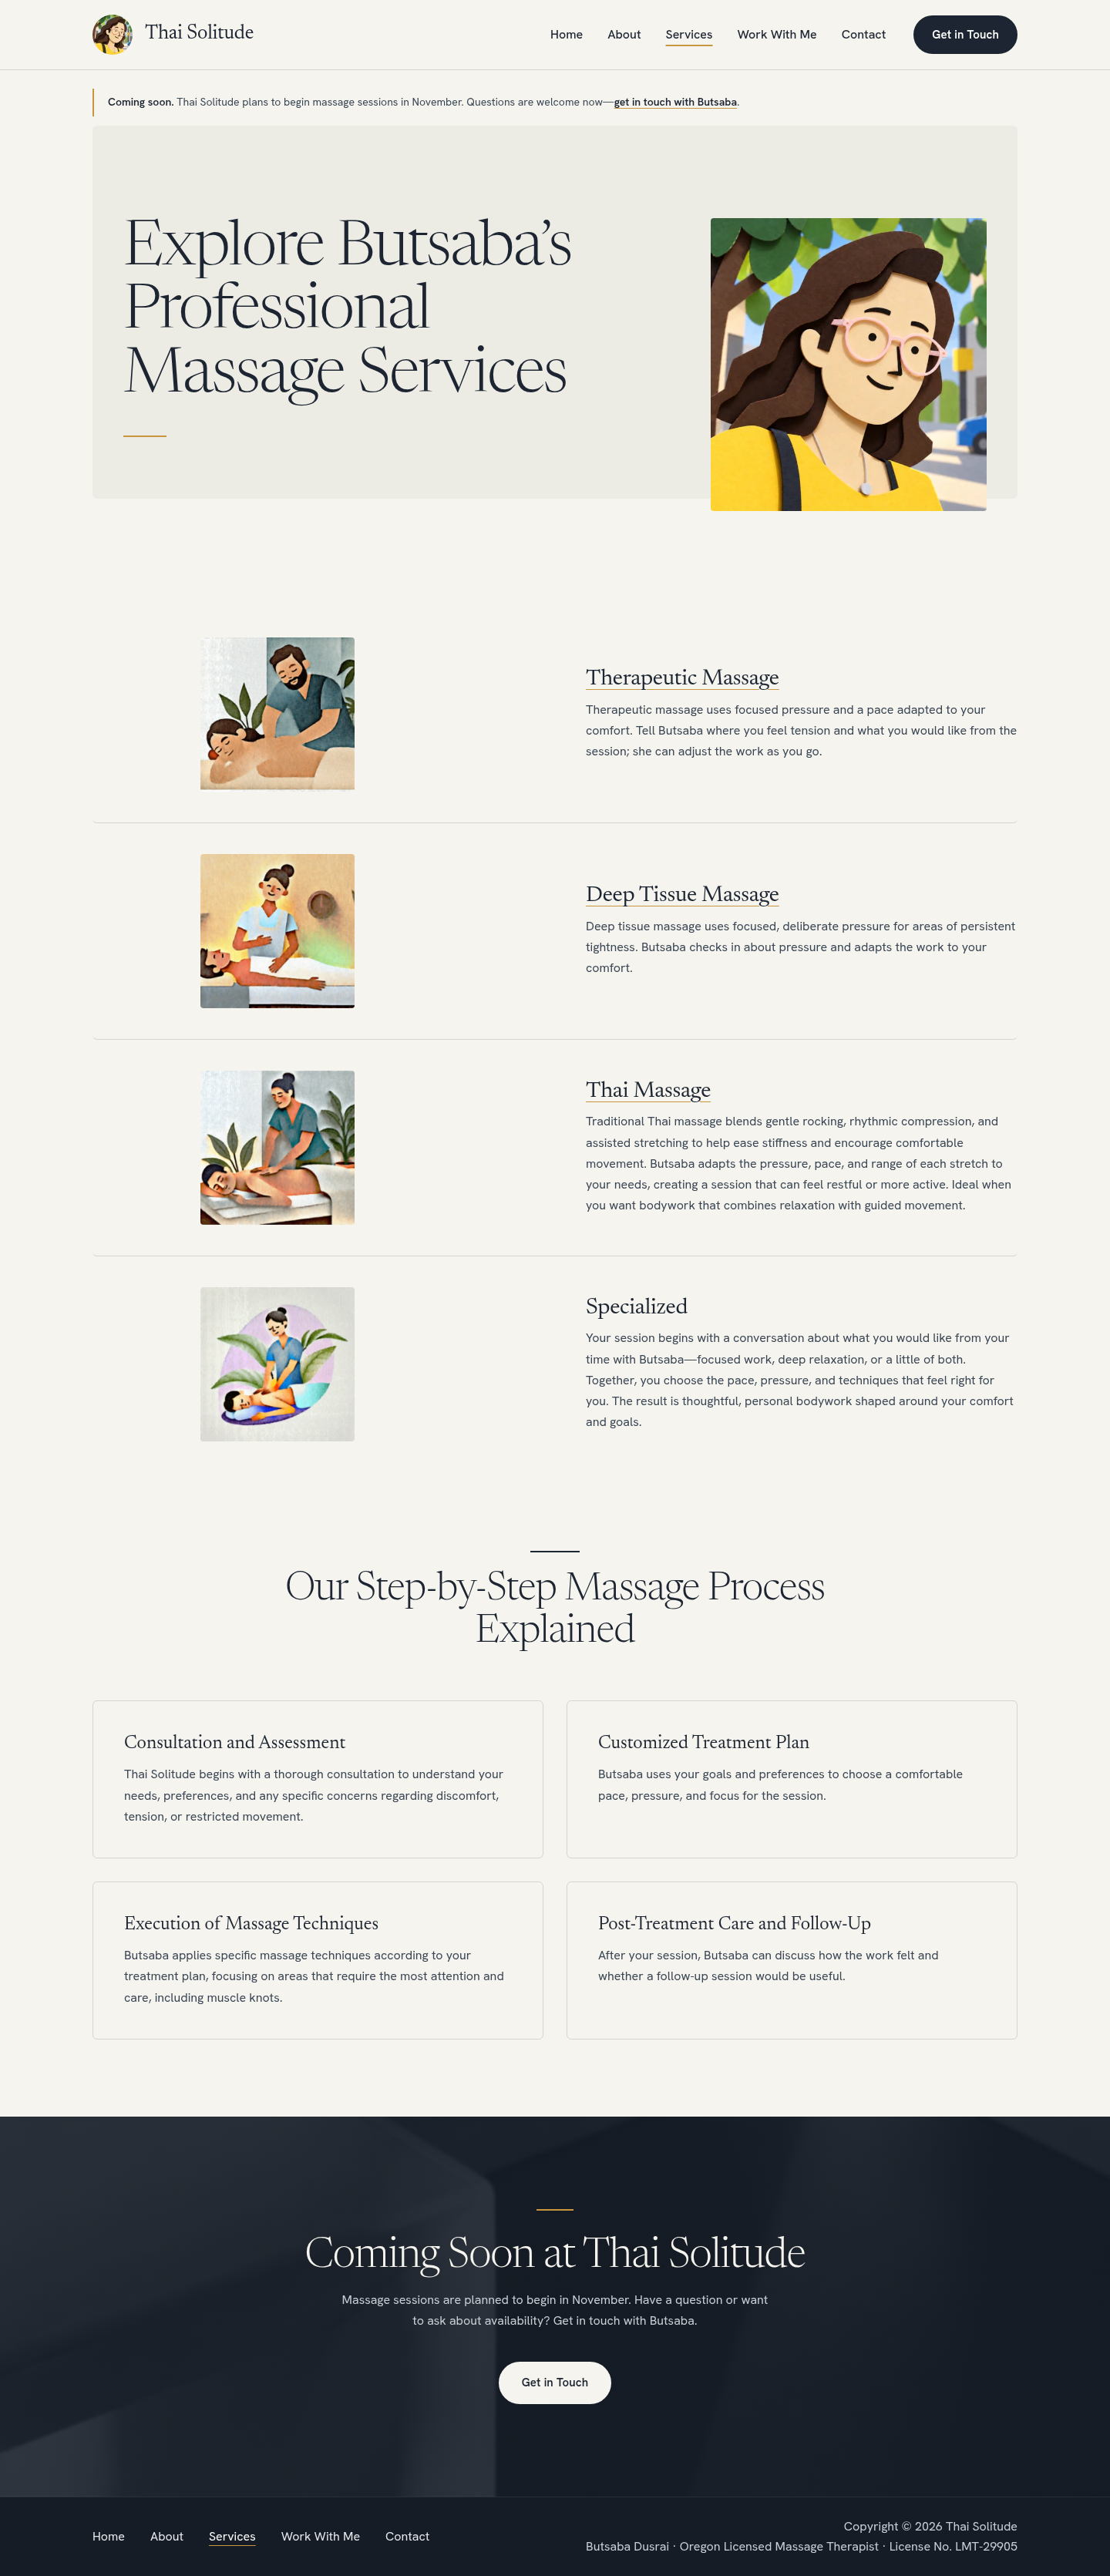 Thai Solitude
Home About Services Work With Me Contact Get in Touch
Coming soon. Thai Solitude plans to begin massage sessions in November. Questions are welcome now—get in touch with Butsaba.
Explore Butsaba’s
Professional
Massage Services
Therapeutic Massage
Therapeutic massage uses focused pressure and a pace adapted to your
comfort. Tell Butsaba where you feel tension and what you would like from the
session; she can adjust the work as you go.
Deep Tissue Massage
Deep tissue massage uses focused, deliberate pressure for areas of persistent
tightness. Butsaba checks in about pressure and adapts the work to your
comfort.
Thai Massage
Traditional Thai massage blends gentle rocking, rhythmic compression, and
assisted stretching to help ease stiffness and encourage comfortable
movement. Butsaba adapts the pressure, pace, and range of each stretch to
your needs, creating a session that can feel restful or more active. Ideal when
you want bodywork that combines relaxation with guided movement.
Specialized
Your session begins with a conversation about what you would like from your
time with Butsaba—focused work, deep relaxation, or a little of both.
Together, you choose the pace, pressure, and techniques that feel right for
you. The result is thoughtful, personal bodywork shaped around your comfort
and goals.
Our Step-by-Step Massage Process
Explained
Consultation and Assessment
Thai Solitude begins with a thorough consultation to understand your
needs, preferences, and any specific concerns regarding discomfort,
tension, or restricted movement.
Customized Treatment Plan
Butsaba uses your goals and preferences to choose a comfortable
pace, pressure, and focus for the session.
Execution of Massage Techniques
Butsaba applies specific massage techniques according to your
treatment plan, focusing on areas that require the most attention and
care, including muscle knots.
Post-Treatment Care and Follow-Up
After your session, Butsaba can discuss how the work felt and
whether a follow-up session would be useful.
Coming Soon at Thai Solitude
Massage sessions are planned to begin in November. Have a question or want
to ask about availability? Get in touch with Butsaba.
Get in Touch
Home About Services Work With Me Contact
Copyright © 2026 Thai Solitude
Butsaba Dusrai · Oregon Licensed Massage Therapist · License No. LMT-29905